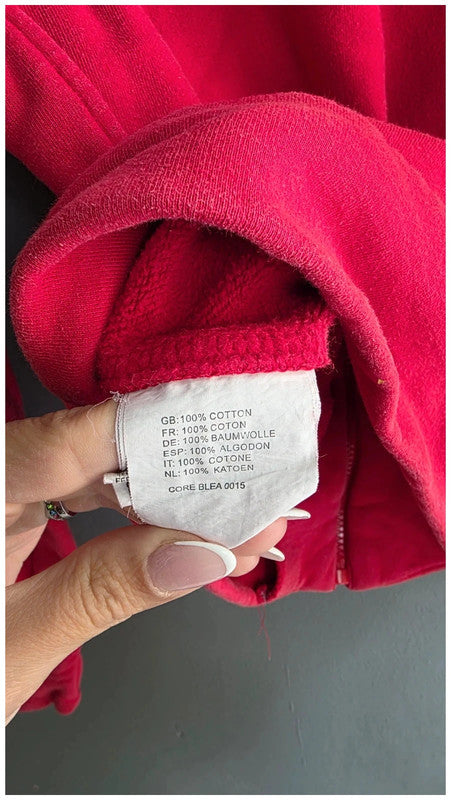 GB:100% COTTON
FR: 100% COTON
DE: 100% BAUMWOLLE
ESP: 100% ALGODON
IT: 100% COTONE
NL: 100% KATOEN
CORE BLEA 0015